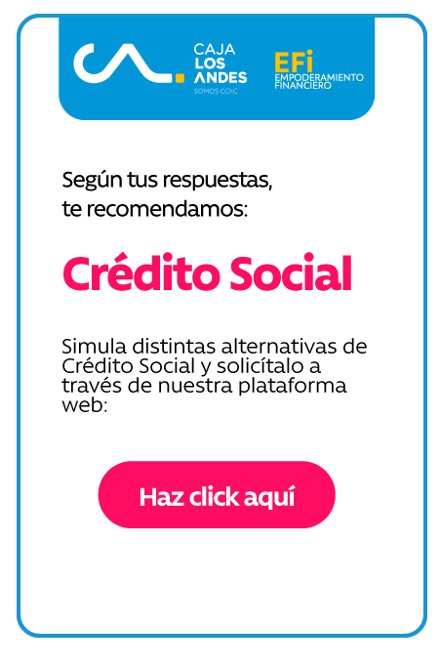 CAJA
LOS
ANDES
SOMOS CChC
EFi
EMPODERAMIENTO
FINANCIERO
Según tus respuestas,
te recomendamos:
Crédito Social
Simula distintas alternativas de
Crédito Social y solicítalo a
través de nuestra plataforma
web:
Haz click aquí